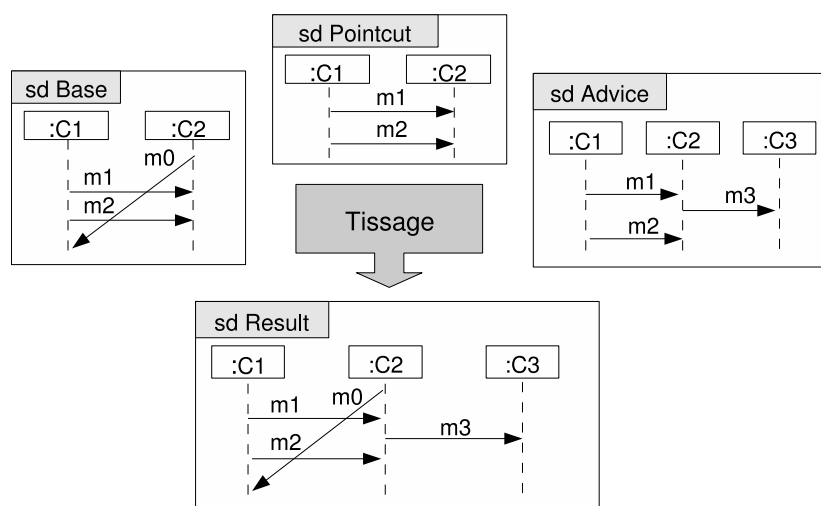 sd Base
:C1
:C2
m0
m1
m2
sd Pointcut
:C1
:C2
m1
m2
sd Advice
:C1
:C2
:C3
m1
m3
m2
Tissage
sd Result
:C1
:C2
:C3
m0
m1
m3
m2